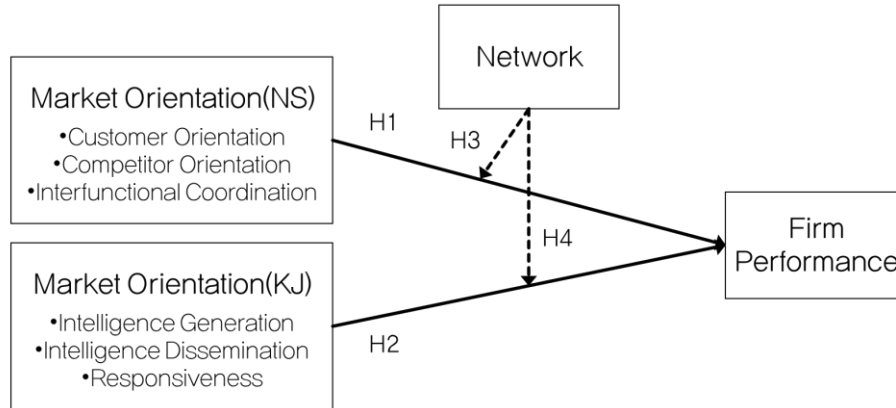 Network
Market Orientation(NS)
•Customer Orientation
•Competitor Orientation
•Interfunctional Coordination
H1
H3
H4
Firm
Performance
Market Orientation(KJ)
•Intelligence Generation
•Intelligence Dissemination
•Responsiveness
H2